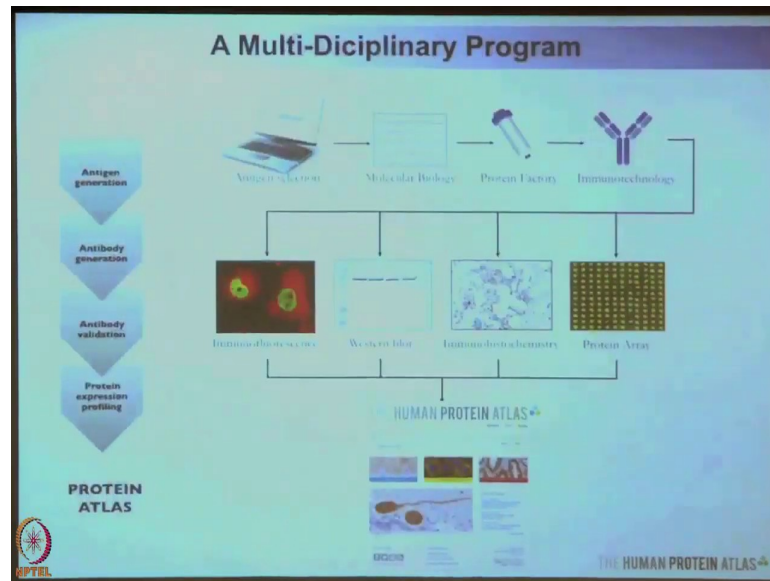 A Multi-Diciplinary Program
Antigen selection
Molecular Biology
Protein Factory
Immunotechnology
Antigen
generation
Antibody
generation
Antibody
validation
Protein
expression
profiling
PROTEIN
ATLAS
Immunofluorescence
Western blot
Immunohistochemistry
Protein Array
THE HUMAN PROTEIN ATLAS
NPTEL
THE HUMAN PROTEIN ATLAS